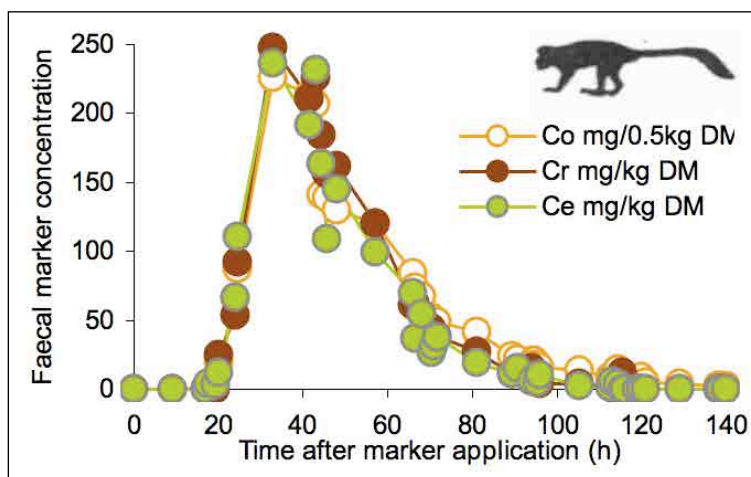 250
200
150
100
50
0
Faecal marker concentration
Co mg/0.5kg DM
Cr mg/kg DM
Ce mg/kg DM
0 20 40 60 80 100 120 140
Time after marker application (h)